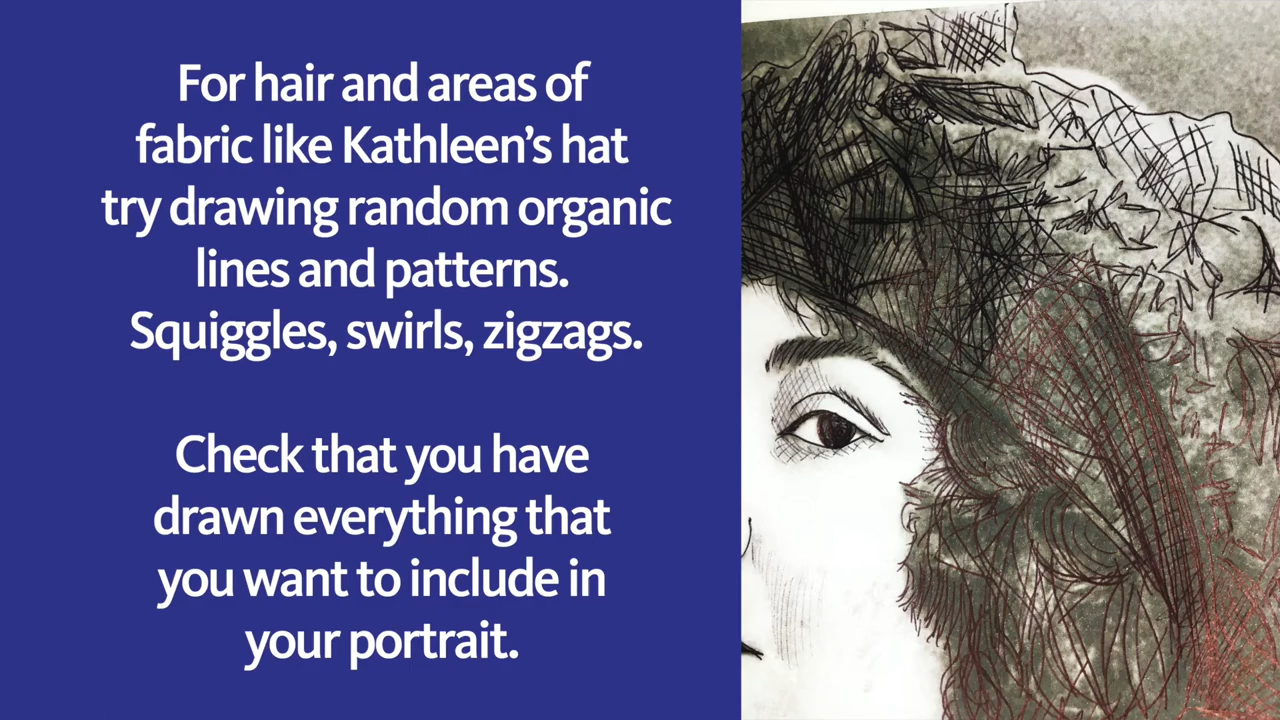 For hair and areas of
fabric like Kathleen’s hat
try drawing random organic
lines and patterns.
Squiggles, swirls, zigzags.
Check that you have
drawn everything that
you want to include in
your portrait.